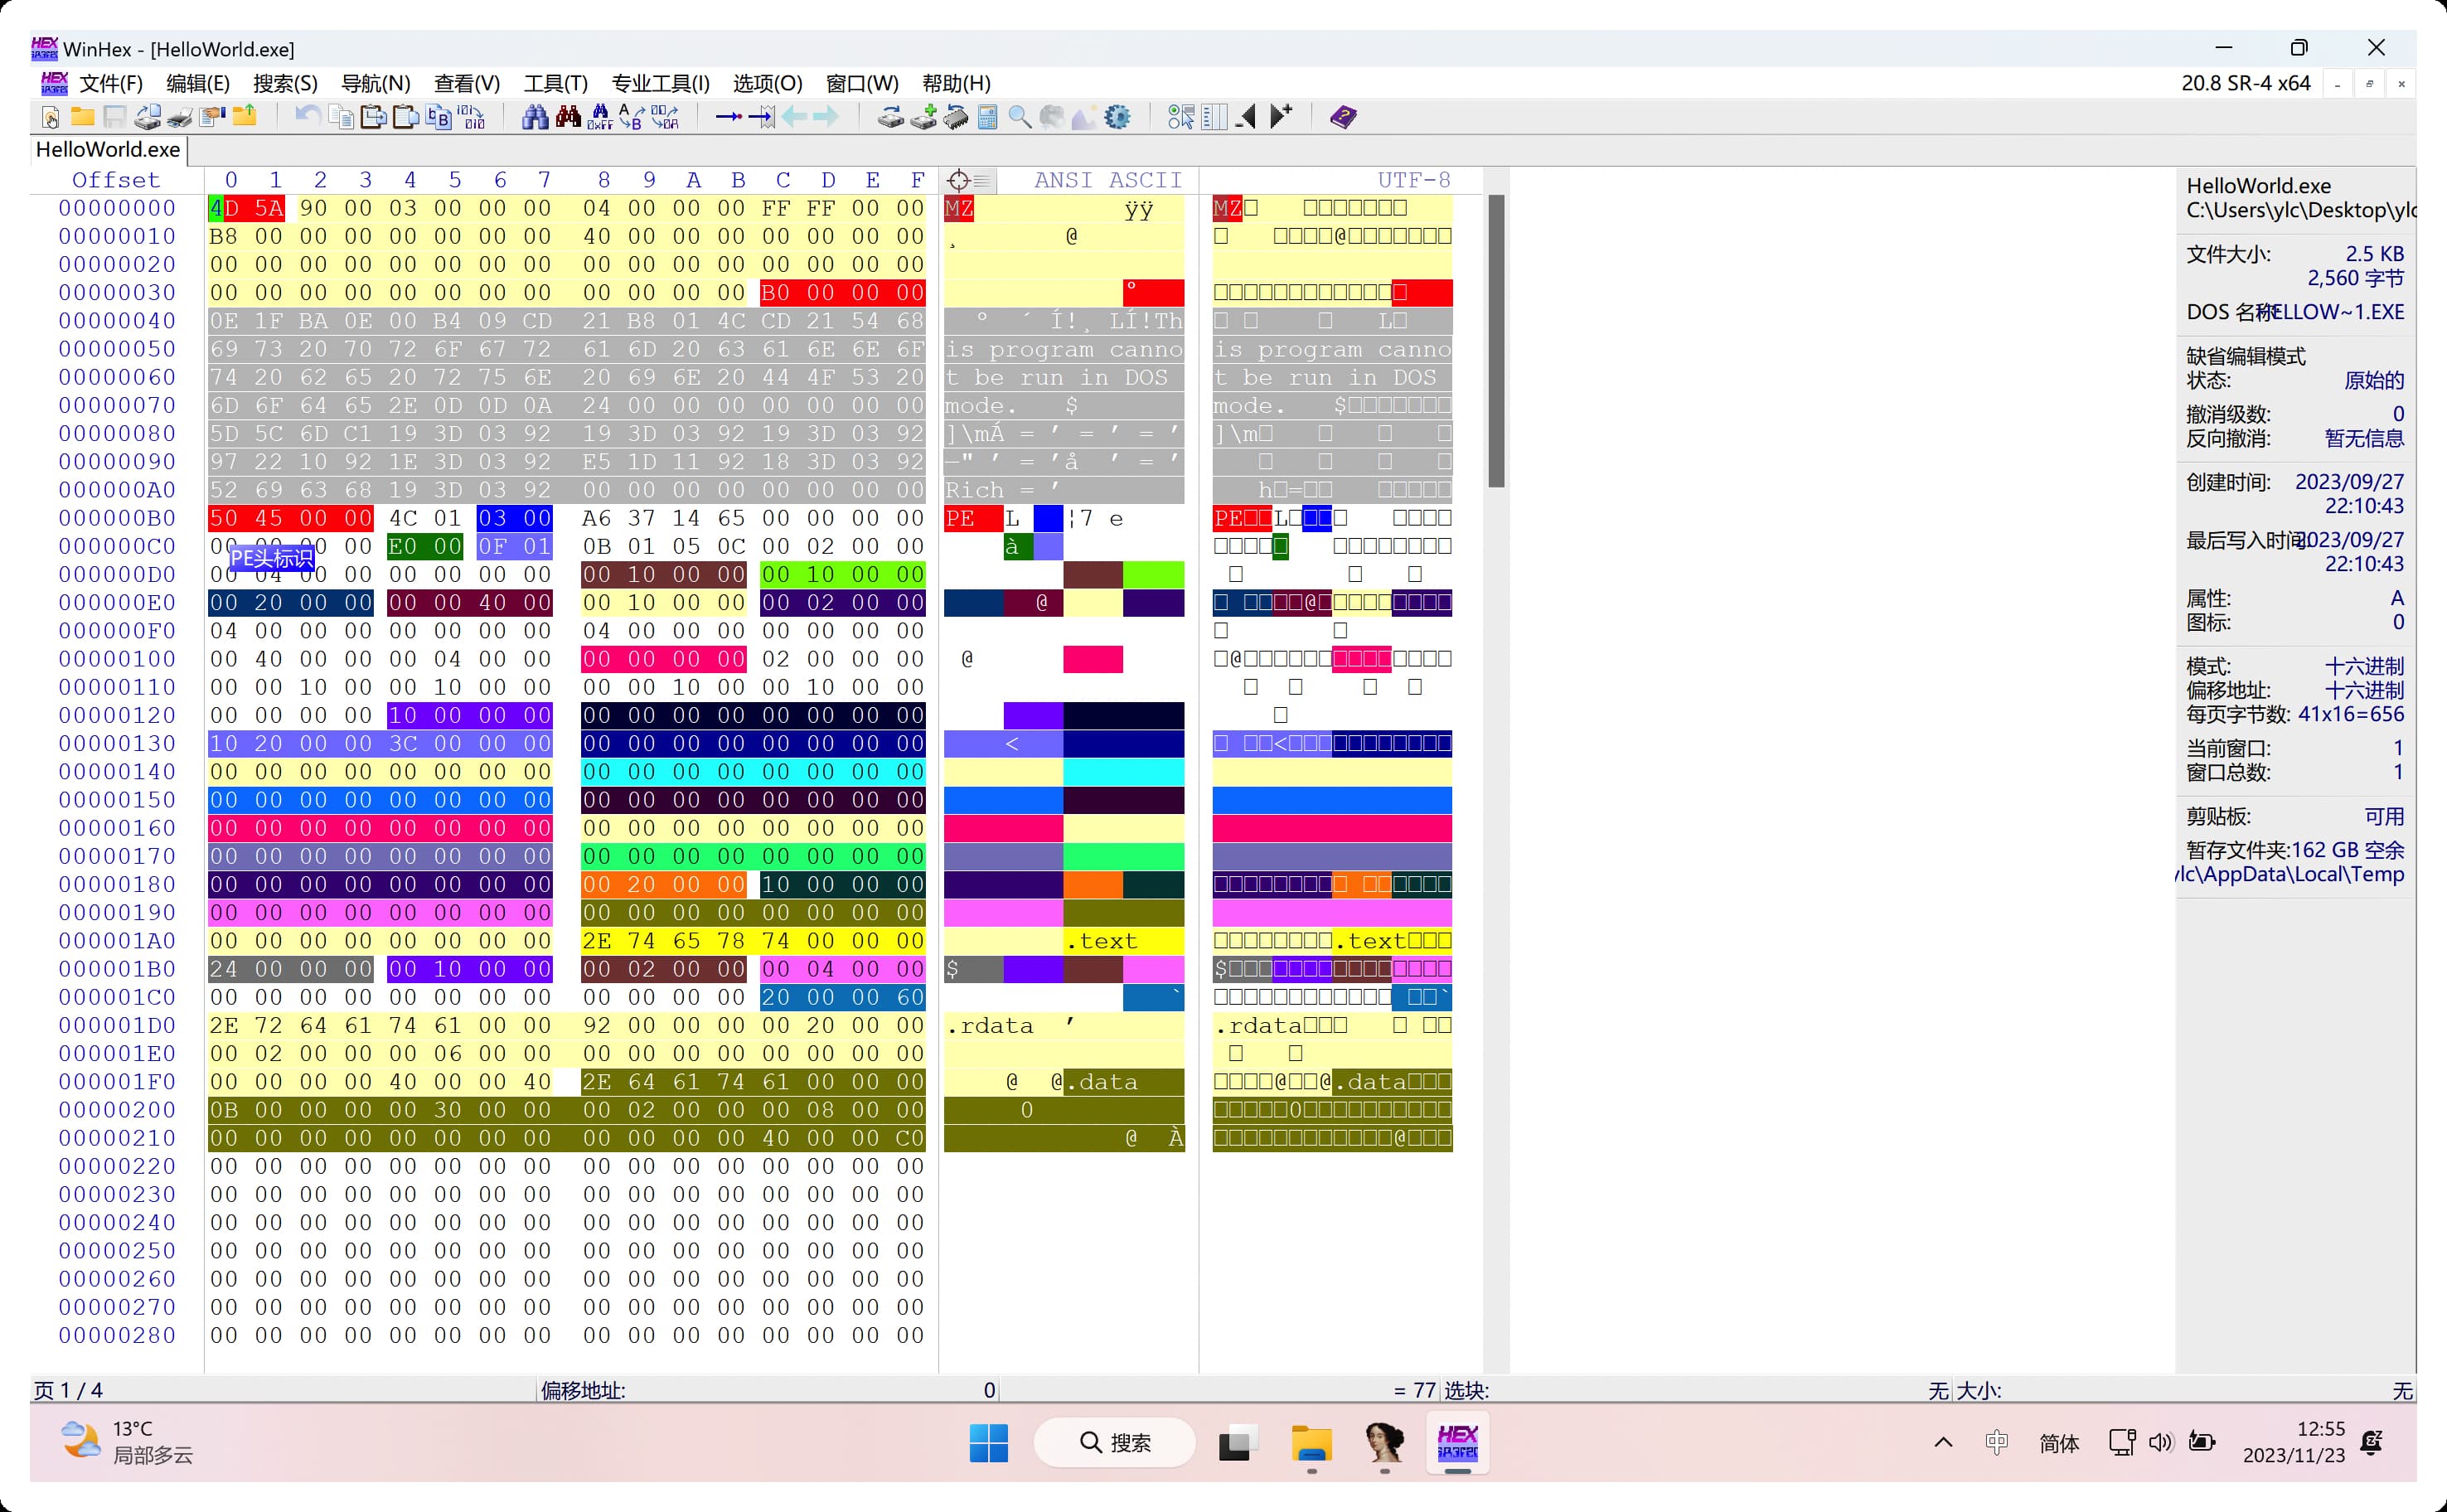 WinHex - [HelloWorld.exe]
文件(F) 编辑(E) 搜索(S) 导航(N) 查看(V) 工具(T) 专业工具(I) 选项(O) 窗口(W) 帮助(H) 20.8 SR-4 x64
HelloWorld.exe
Offset 0 1 2 3 4 5 6 7 8 9 A B C D E F ANSI ASCII UTF-8
00000000 4D 5A 90 00 03 00 00 00 04 00 00 00 FF FF 00 00 MZ ÿÿ MZ
00000010 B8 00 00 00 00 00 00 00 40 00 00 00 00 00 00 00 ¸ @ @
00000020 00 00 00 00 00 00 00 00 00 00 00 00 00 00 00 00
00000030 00 00 00 00 00 00 00 00 00 00 00 00 B0 00 00 00 °
00000040 0E 1F BA 0E 00 B4 09 CD 21 B8 01 4C CD 21 54 68 º ´ Í!¸ LÍ!Th L
00000050 69 73 20 70 72 6F 67 72 61 6D 20 63 61 6E 6E 6F is program canno is program canno
00000060 74 20 62 65 20 72 75 6E 20 69 6E 20 44 4F 53 20 t be run in DOS t be run in DOS
00000070 6D 6F 64 65 2E 0D 0D 0A 24 00 00 00 00 00 00 00 mode. $ mode. $
00000080 5D 5C 6D C1 19 3D 03 92 19 3D 03 92 19 3D 03 92 ]\mÁ = ’ = ’ = ’ ]\m
00000090 97 22 10 92 1E 3D 03 92 E5 1D 11 92 18 3D 03 92 —" ’ = ’å ’ = ’
000000A0 52 69 63 68 19 3D 03 92 00 00 00 00 00 00 00 00 Rich = ’ h =
000000B0 50 45 00 00 4C 01 03 00 A6 37 14 65 00 00 00 00 PE L ¦7 e PE L
000000C0 00 00 00 E0 00 0F 01 0B 01 05 0C 00 02 00 00 à
PE头标识
000000D0 00 04 00 00 00 00 00 00 00 10 00 00 00 10 00 00
000000E0 00 20 00 00 00 00 40 00 00 10 00 00 00 02 00 00 @ @
000000F0 04 00 00 00 00 00 00 00 04 00 00 00 00 00 00 00
00000100 00 40 00 00 00 04 00 00 00 00 00 00 02 00 00 00 @ @
00000110 00 00 10 00 00 10 00 00 00 00 10 00 00 10 00 00
00000120 00 00 00 00 10 00 00 00 00 00 00 00 00 00 00 00
00000130 10 20 00 00 3C 00 00 00 00 00 00 00 00 00 00 00 < <
00000140 00 00 00 00 00 00 00 00 00 00 00 00 00 00 00 00
00000150 00 00 00 00 00 00 00 00 00 00 00 00 00 00 00 00
00000160 00 00 00 00 00 00 00 00 00 00 00 00 00 00 00 00
00000170 00 00 00 00 00 00 00 00 00 00 00 00 00 00 00 00
00000180 00 00 00 00 00 00 00 00 00 20 00 00 10 00 00 00
00000190 00 00 00 00 00 00 00 00 00 00 00 00 00 00 00 00
000001A0 00 00 00 00 00 00 00 00 2E 74 65 78 74 00 00 00 .text .text
000001B0 24 00 00 00 00 10 00 00 00 02 00 00 00 04 00 00 $ $
000001C0 00 00 00 00 00 00 00 00 00 00 00 00 20 00 00 60 ` `
000001D0 2E 72 64 61 74 61 00 00 92 00 00 00 00 20 00 00 .rdata ’ .rdata
000001E0 00 02 00 00 00 06 00 00 00 00 00 00 00 00 00 00
000001F0 00 00 00 00 40 00 00 40 2E 64 61 74 61 00 00 00 @ @.data @ @.data
00000200 0B 00 00 00 00 30 00 00 00 02 00 00 00 08 00 00 0 0
00000210 00 00 00 00 00 00 00 00 00 00 00 00 40 00 00 C0 @ À @
00000220 00 00 00 00 00 00 00 00 00 00 00 00 00 00 00 00
00000230 00 00 00 00 00 00 00 00 00 00 00 00 00 00 00 00
00000240 00 00 00 00 00 00 00 00 00 00 00 00 00 00 00 00
00000250 00 00 00 00 00 00 00 00 00 00 00 00 00 00 00 00
00000260 00 00 00 00 00 00 00 00 00 00 00 00 00 00 00 00
00000270 00 00 00 00 00 00 00 00 00 00 00 00 00 00 00 00
00000280 00 00 00 00 00 00 00 00 00 00 00 00 00 00 00 00
HelloWorld.exe
C:\Users\ylc\Desktop\ylc
文件大小: 2.5 KB
2,560 字节
DOS 名称: HELLOW~1.EXE
缺省编辑模式
状态: 原始的
撤消级数: 0
反向撤消: 暂无信息
创建时间: 2023/09/27
22:10:43
最后写入时间: 2023/09/27
22:10:43
属性: A
图标: 0
模式: 十六进制
偏移地址: 十六进制
每页字节数: 41x16=656
当前窗口: 1
窗口总数: 1
剪贴板: 可用
暂存文件夹: 162 GB 空余
ylc\AppData\Local\Temp
页 1 / 4 偏移地址: 0 = 77 选块: 无 大小: 无
13°C
局部多云
搜索
中 简体
12:55
2023/11/23